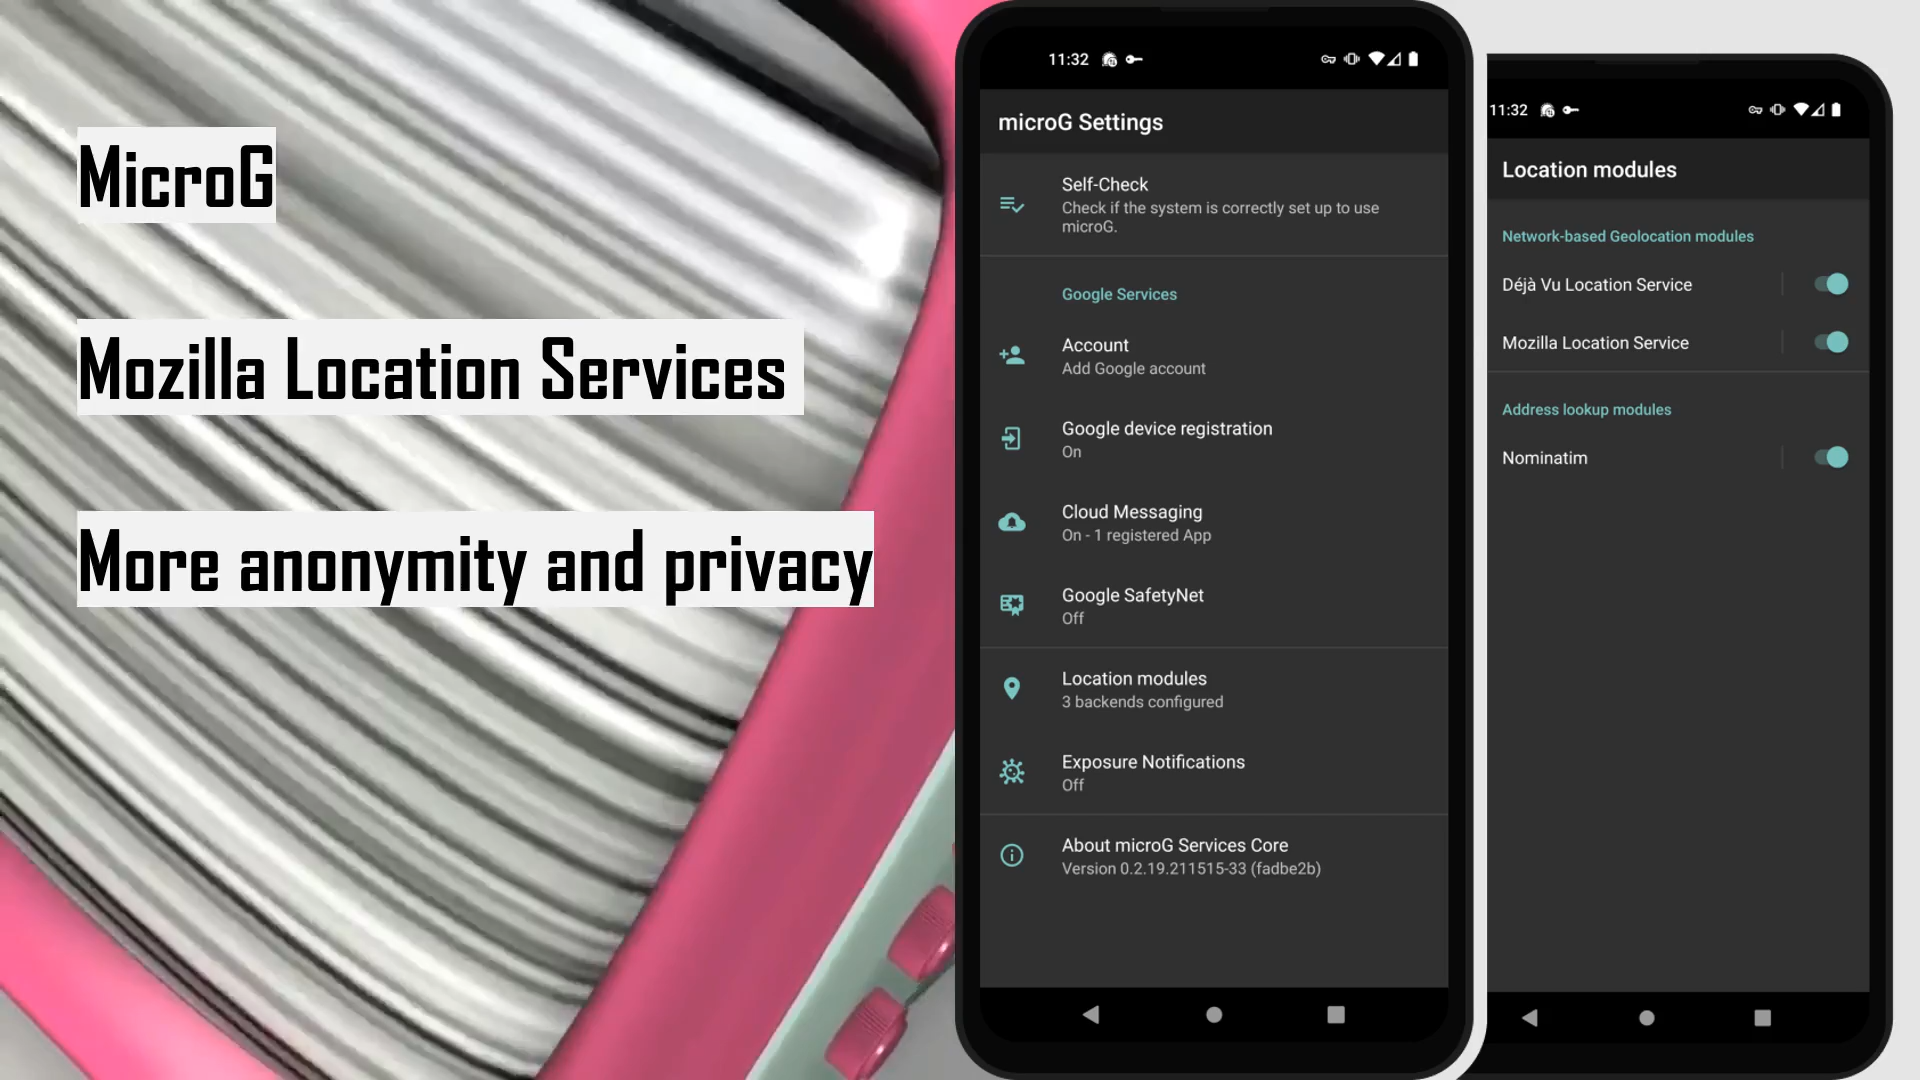 MicroG
Mozilla Location Services
More anonymity and privacy
11:32
microG Settings
Self-Check
Check if the system is correctly set up to use
microG.
Google Services
Account
Add Google account
Google device registration
On
Cloud Messaging
On - 1 registered App
Google SafetyNet
Off
Location modules
3 backends configured
Exposure Notifications
Off
About microG Services Core
Version 0.2.19.211515-33 (fadbe2b)
11:32
Location modules
Network-based Geolocation modules
Déjà Vu Location Service
Mozilla Location Service
Address lookup modules
Nominatim